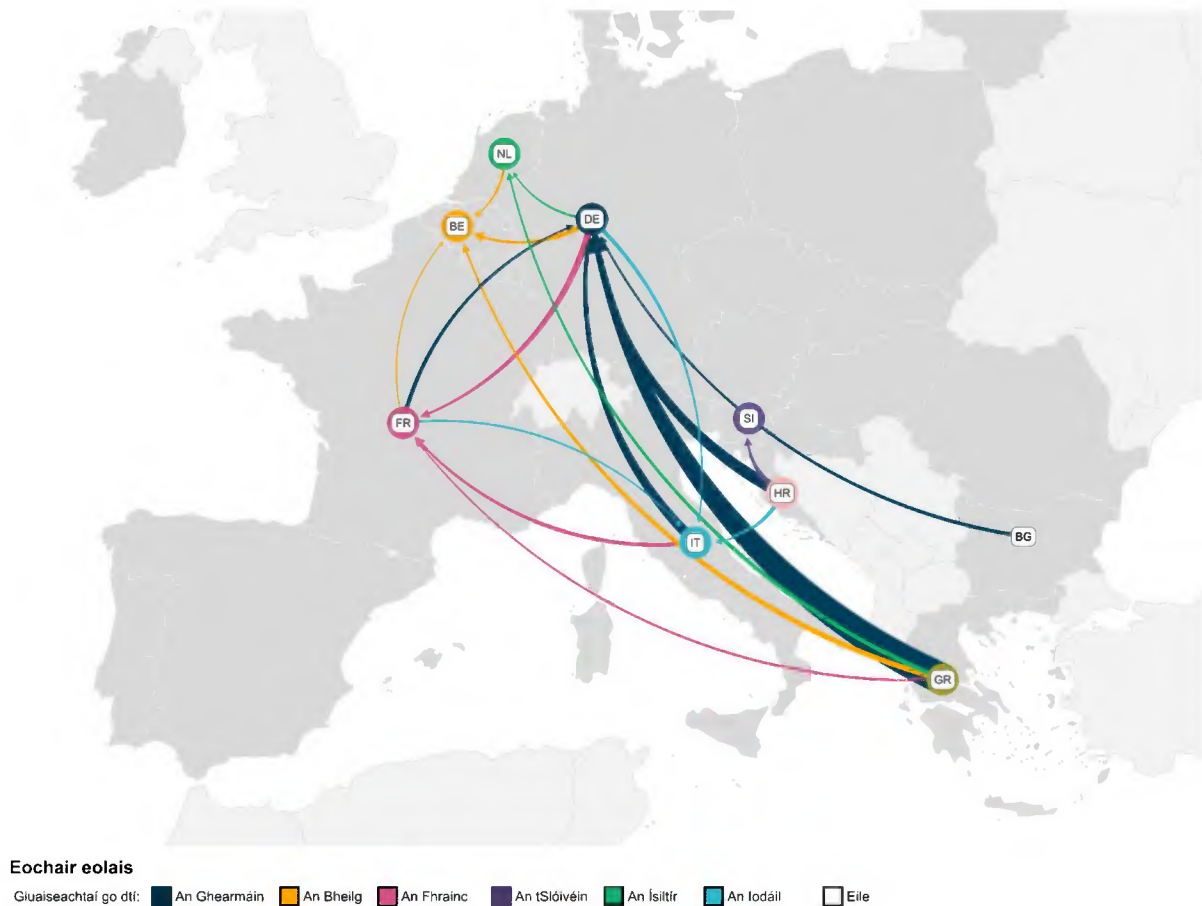 NL
DE
BE
FR
SI
HR
IT
BG
GR
Eochair eolais
Gluaiseachtaí go dtí: An Ghearmáin An Bheilg An Fhrainc An tSlóivéin An Ísiltír An Iodáil Eile